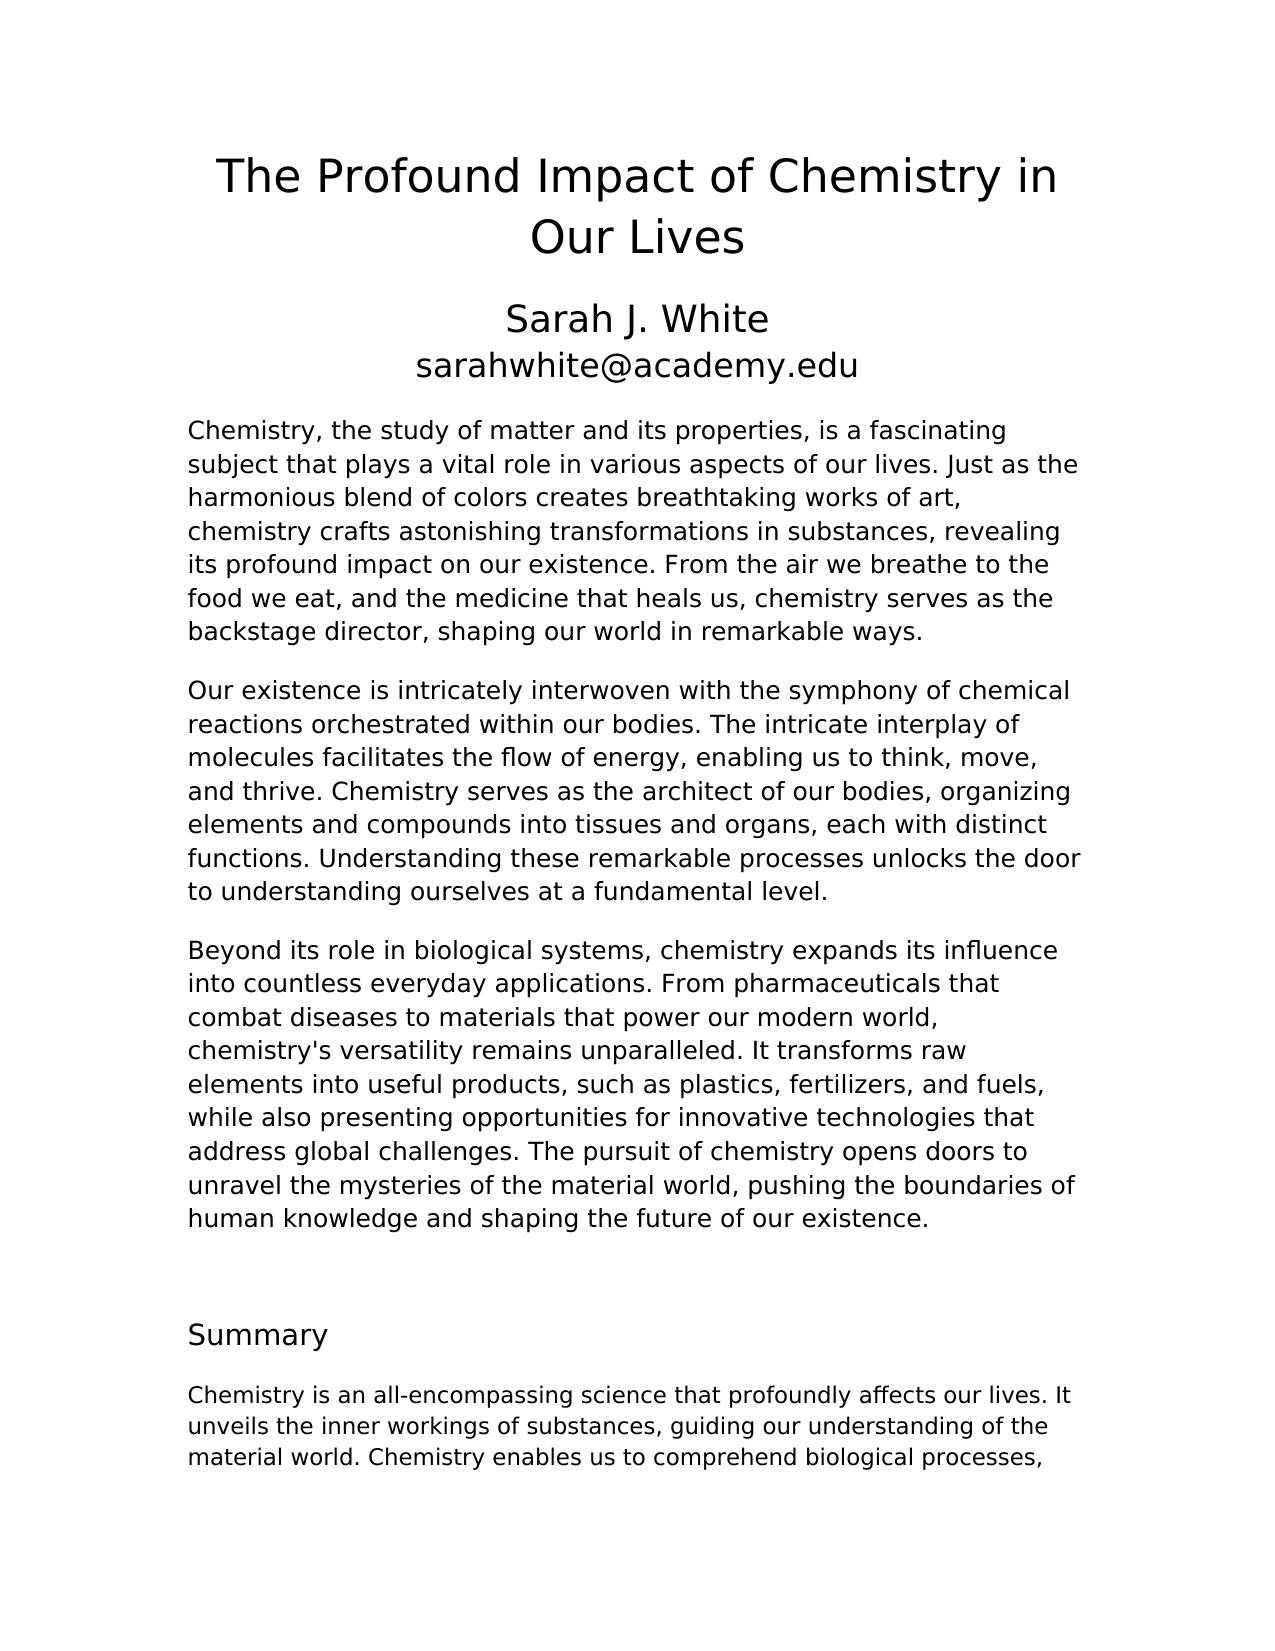 The Profound Impact of Chemistry in
Our Lives
Sarah J. White
sarahwhite@academy.edu
Chemistry, the study of matter and its properties, is a fascinating
subject that plays a vital role in various aspects of our lives. Just as the
harmonious blend of colors creates breathtaking works of art,
chemistry crafts astonishing transformations in substances, revealing
its profound impact on our existence. From the air we breathe to the
food we eat, and the medicine that heals us, chemistry serves as the
backstage director, shaping our world in remarkable ways.
Our existence is intricately interwoven with the symphony of chemical
reactions orchestrated within our bodies. The intricate interplay of
molecules facilitates the flow of energy, enabling us to think, move,
and thrive. Chemistry serves as the architect of our bodies, organizing
elements and compounds into tissues and organs, each with distinct
functions. Understanding these remarkable processes unlocks the door
to understanding ourselves at a fundamental level.
Beyond its role in biological systems, chemistry expands its influence
into countless everyday applications. From pharmaceuticals that
combat diseases to materials that power our modern world,
chemistry's versatility remains unparalleled. It transforms raw
elements into useful products, such as plastics, fertilizers, and fuels,
while also presenting opportunities for innovative technologies that
address global challenges. The pursuit of chemistry opens doors to
unravel the mysteries of the material world, pushing the boundaries of
human knowledge and shaping the future of our existence.
Summary
Chemistry is an all-encompassing science that profoundly affects our lives. It
unveils the inner workings of substances, guiding our understanding of the
material world. Chemistry enables us to comprehend biological processes,